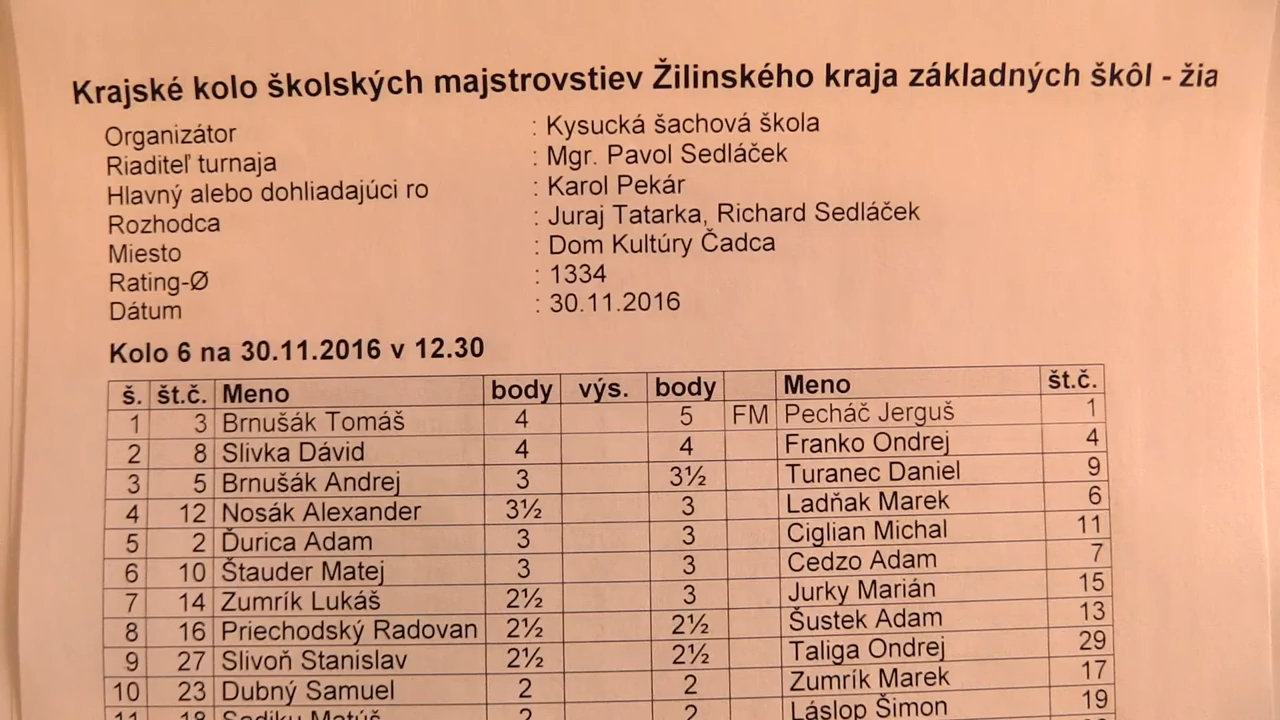 Krajské kolo školských majstrovstiev Žilinského kraja základných škôl - žia
Organizátor : Kysucká šachová škola
Riaditeľ turnaja : Mgr. Pavol Sedláček
Hlavný alebo dohliadajúci ro : Karol Pekár
Rozhodca : Juraj Tatarka, Richard Sedláček
Miesto : Dom Kultúry Čadca
Rating-Ø : 1334
Dátum : 30.11.2016
Kolo 6 na 30.11.2016 v 12.30
š. št.č. Meno body výs. body Meno št.č.
1 3 Brnušák Tomáš 4 5 FM Pecháč Jerguš 1
2 8 Slivka Dávid 4 4 Franko Ondrej 4
3 5 Brnušák Andrej 3 3½ Turanec Daniel 9
4 12 Nosák Alexander 3½ 3 Ladňak Marek 6
5 2 Ďurica Adam 3 3 Ciglian Michal 11
6 10 Štauder Matej 3 3 Cedzo Adam 7
7 14 Zumrík Lukáš 2½ 3 Jurky Marián 15
8 16 Priechodský Radovan 2½ 2½ Šustek Adam 13
9 27 Slivoň Stanislav 2½ 2½ Taliga Ondrej 29
10 23 Dubný Samuel 2 2 Zumrík Marek 17
11 18 Sediku Matúš 2 2 Láslop Šimon 19